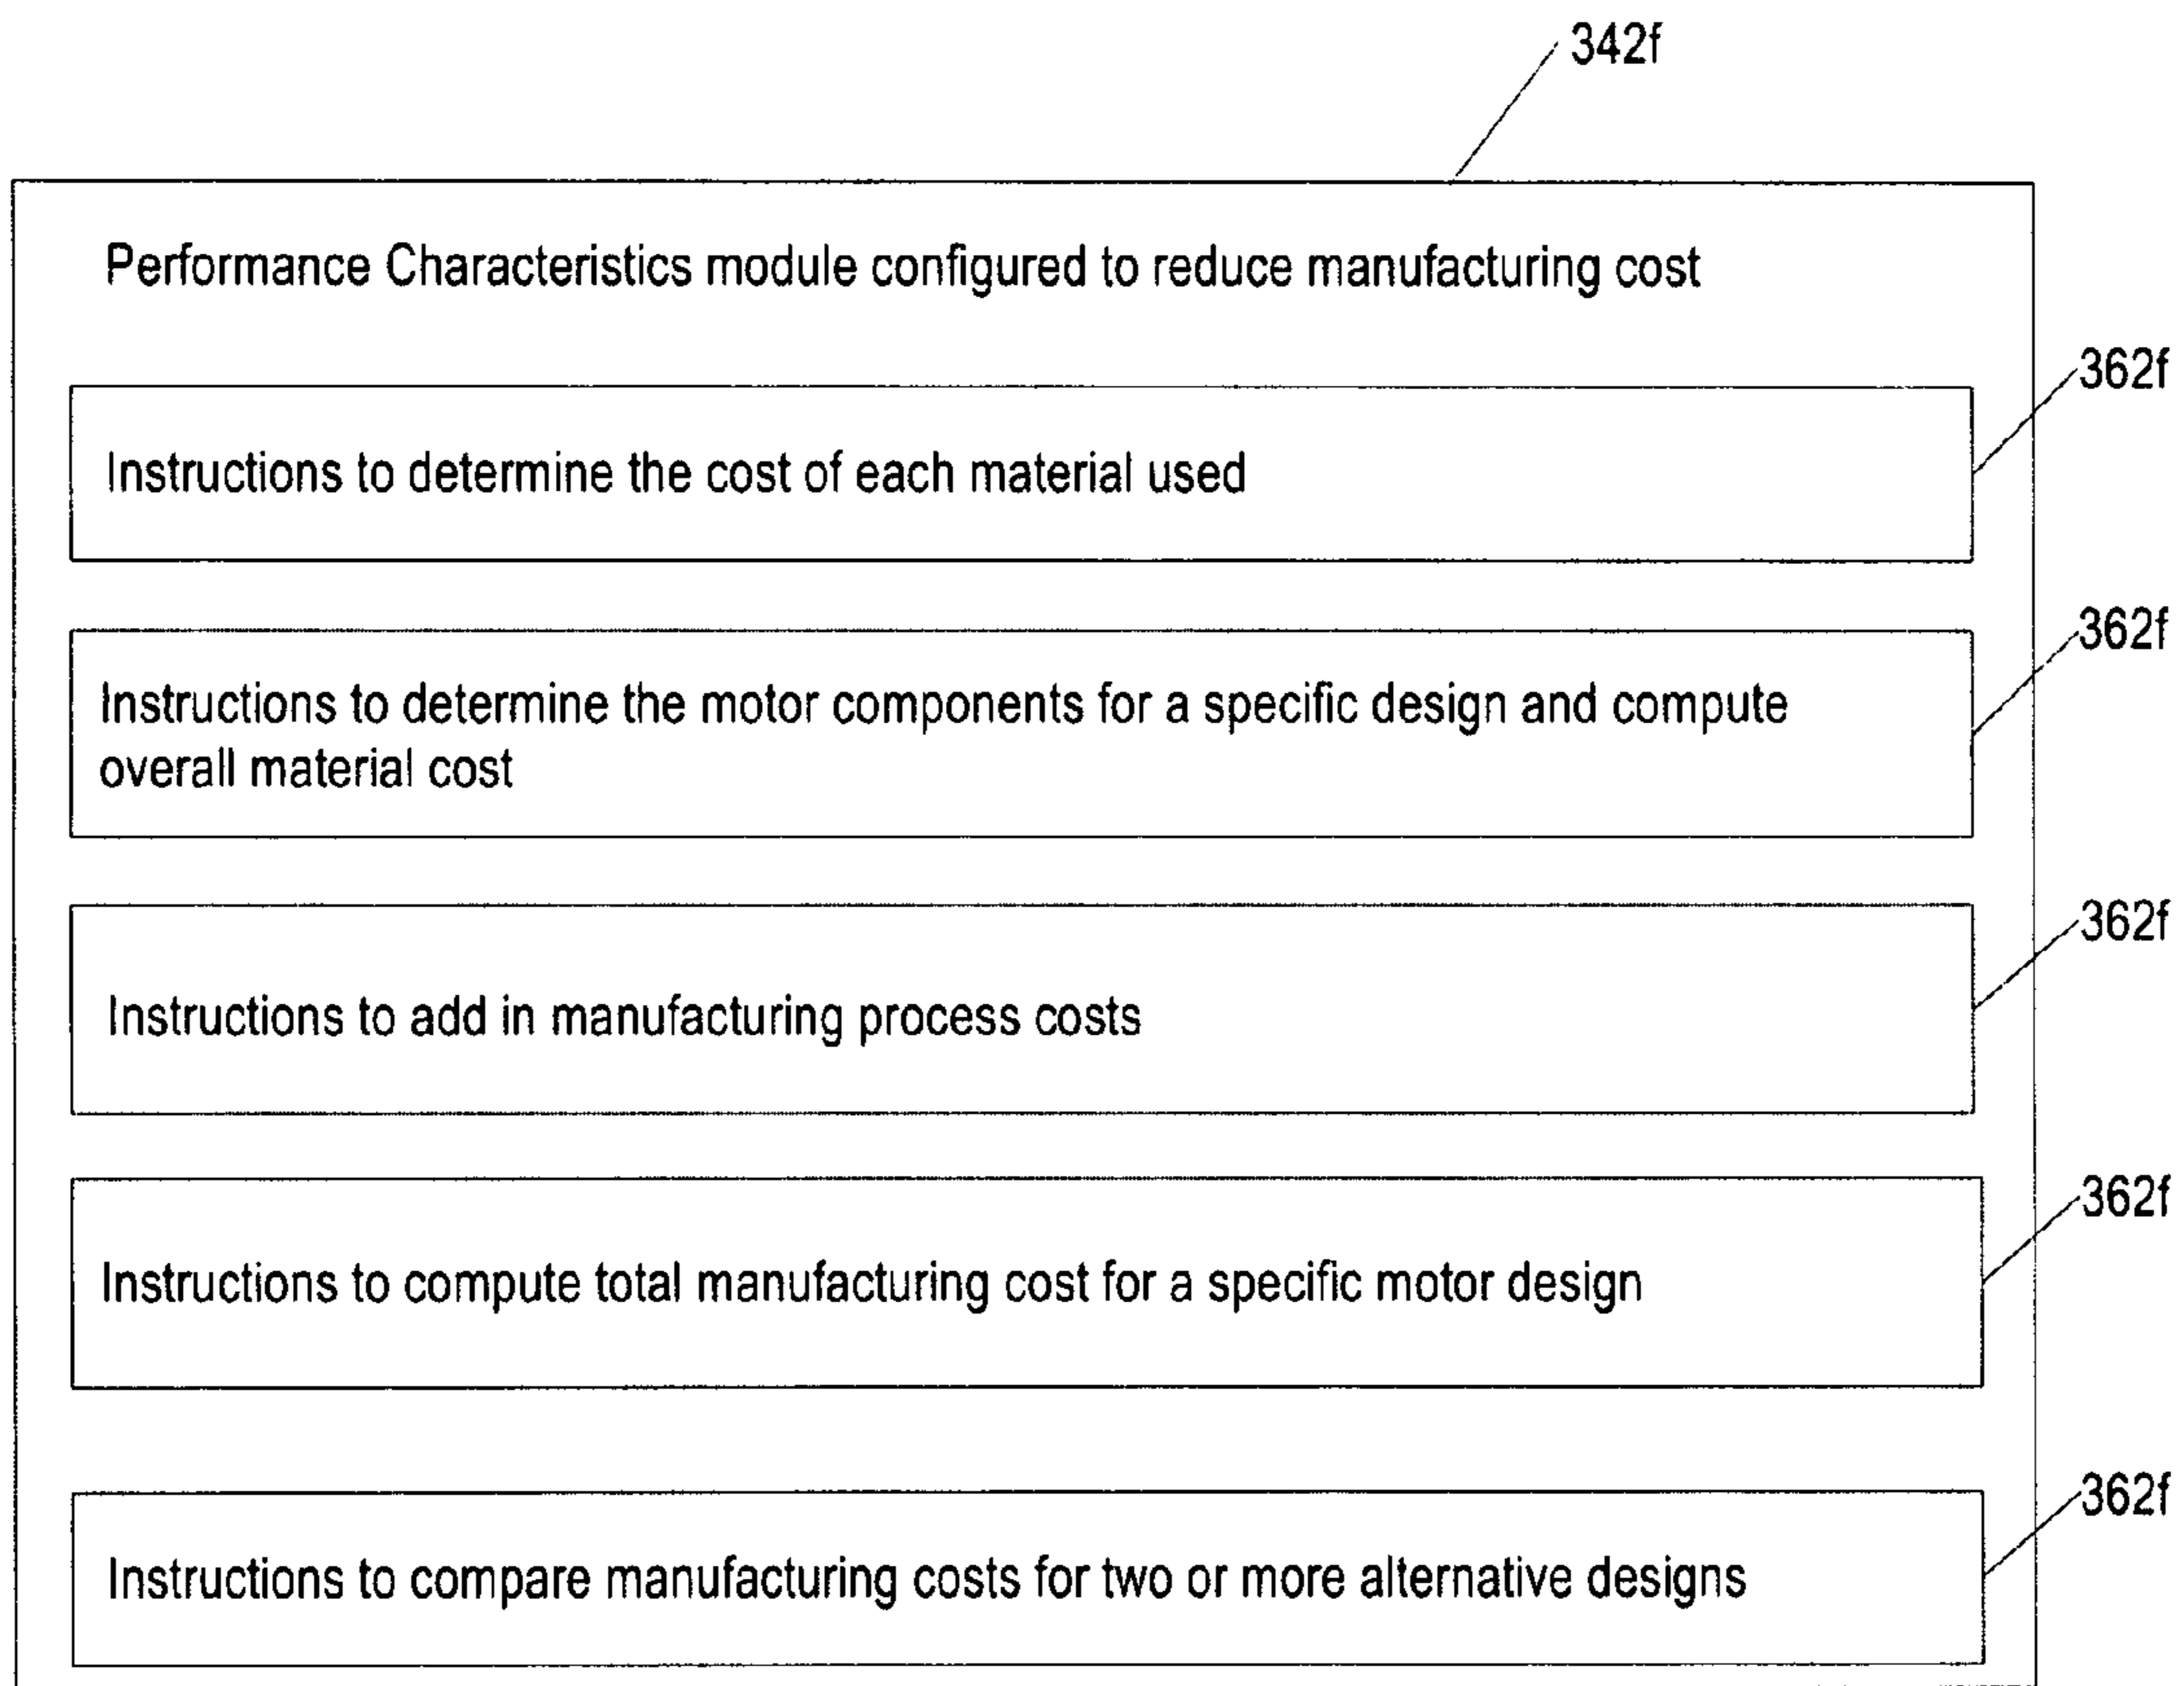 342f
Performance Characteristics module configured to reduce manufacturing cost
362f
Instructions to determine the cost of each material used
362f
Instructions to determine the motor components for a specific design and compute
overall material cost
362f
Instructions to add in manufacturing process costs
362f
Instructions to compute total manufacturing cost for a specific motor design
362f
Instructions to compare manufacturing costs for two or more alternative designs